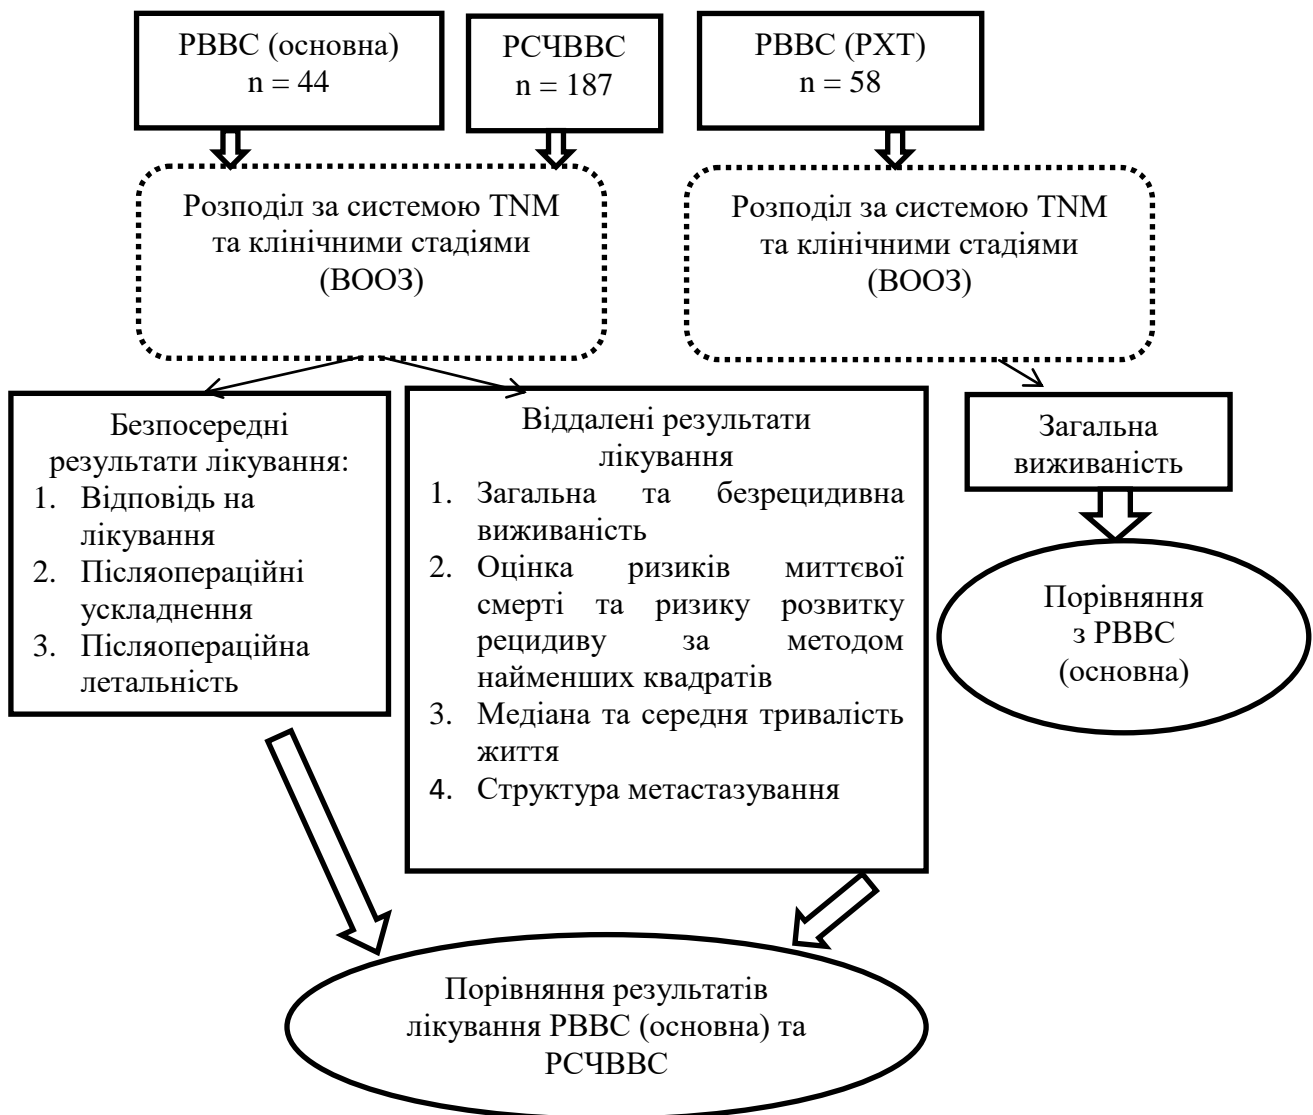 РВВС (основна)
n = 44
РСЧВВС
n = 187
РВВС (РХТ)
n = 58
Розподіл за системою TNM
та клінічними стадіями
(ВООЗ)
Розподіл за системою TNM
та клінічними стадіями
(ВООЗ)
Безпосередні
результати лікування:
1. Відповідь на
лікування
2. Післяопераційні
ускладнення
3. Післяопераційна
летальність
Віддалені результати
лікування
1. Загальна та безрецидивна
виживаність
2. Оцінка ризиків миттєвої
смерті та ризику розвитку
рецидиву за методом
найменших квадратів
3. Медіана та середня тривалість
життя
4. Структура метастазування
Загальна
виживаність
Порівняння
з РВВС
(основна)
Порівняння результатів
лікування РВВС (основна) та
РСЧВВС